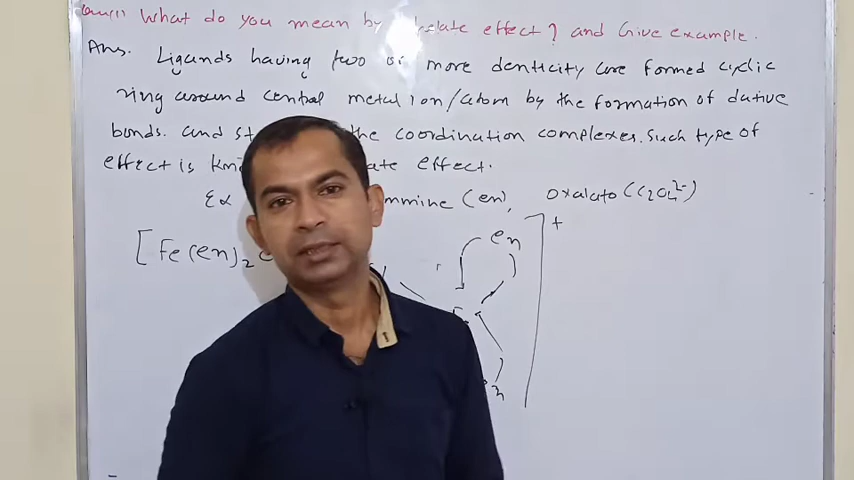 What do you mean by chelate effect? and Give example.
Ans. Ligands having two or more denticity are formed cyclic
ring around central metal ion/atom by the formation of dative
bonds. and st the coordination complexes. Such type of
effect is kn ate effect.
Ex mmine (en), oxalato (C2O4 2-)
[Fe(en)2 C
en
+
n